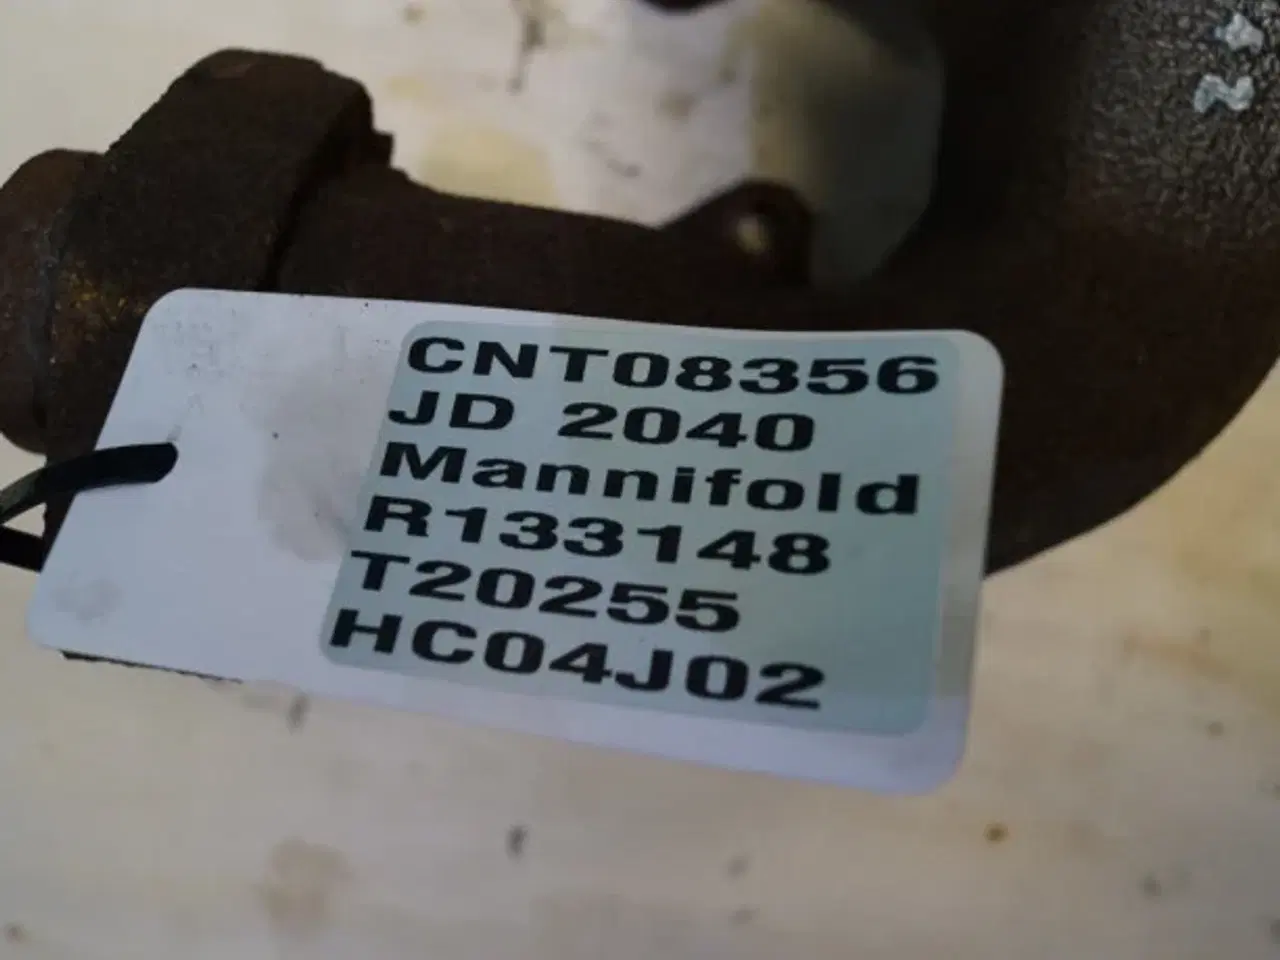 CNT08356
JD 2040
Mannifold
R133148
T20255
HC04J02